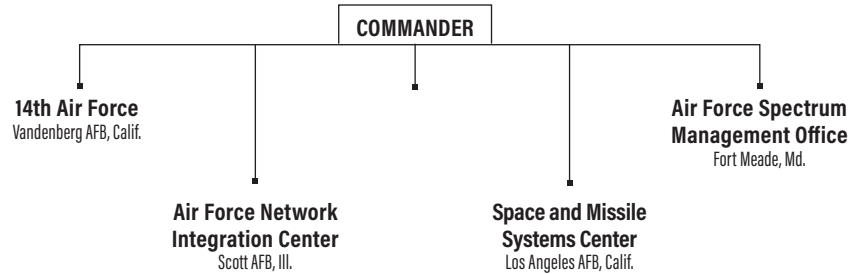 COMMANDER
14th Air Force
Vandenberg AFB, Calif.
Air Force Spectrum
Management Office
Fort Meade, Md.
Air Force Network
Integration Center
Scott AFB, Ill.
Space and Missile
Systems Center
Los Angeles AFB, Calif.